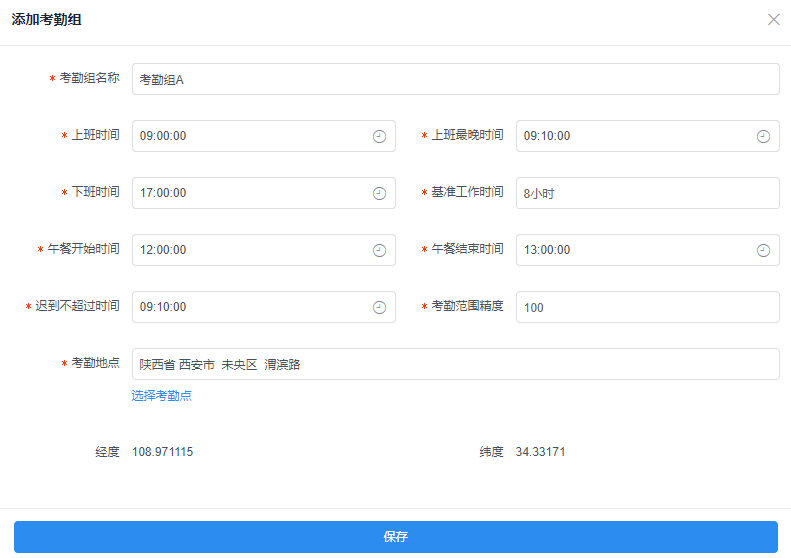 添加考勤组
* 考勤组名称 考勤组A
* 上班时间 09:00:00 * 上班最晚时间 09:10:00
* 下班时间 17:00:00 * 基准工作时间 8小时
* 午餐开始时间 12:00:00 * 午餐结束时间 13:00:00
* 迟到不超过时间 09:10:00 * 考勤范围精度 100
* 考勤地点 陕西省 西安市 未央区 渭滨路
选择考勤点
经度 108.971115 纬度 34.33171
保存